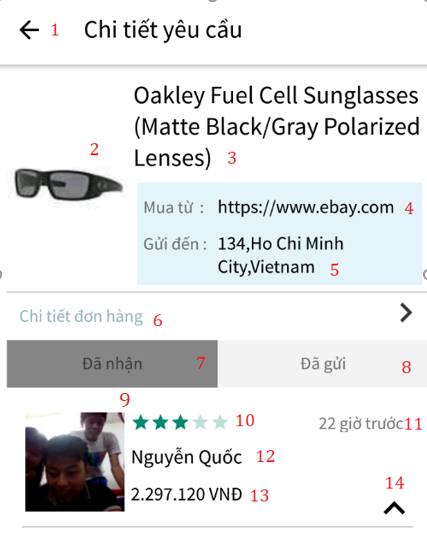 1 Chi tiết yêu cầu
Oakley Fuel Cell Sunglasses
2 (Matte Black/Gray Polarized
Lenses) 3
Mua từ : https://www.ebay.com 4
Gửi đến : 134,Ho Chi Minh
City,Vietnam 5
Chi tiết đơn hàng 6
Đã nhận 7 Đã gửi 8
9
10 22 giờ trước 11
Nguyễn Quốc 12
14
2.297.120 VNĐ 13